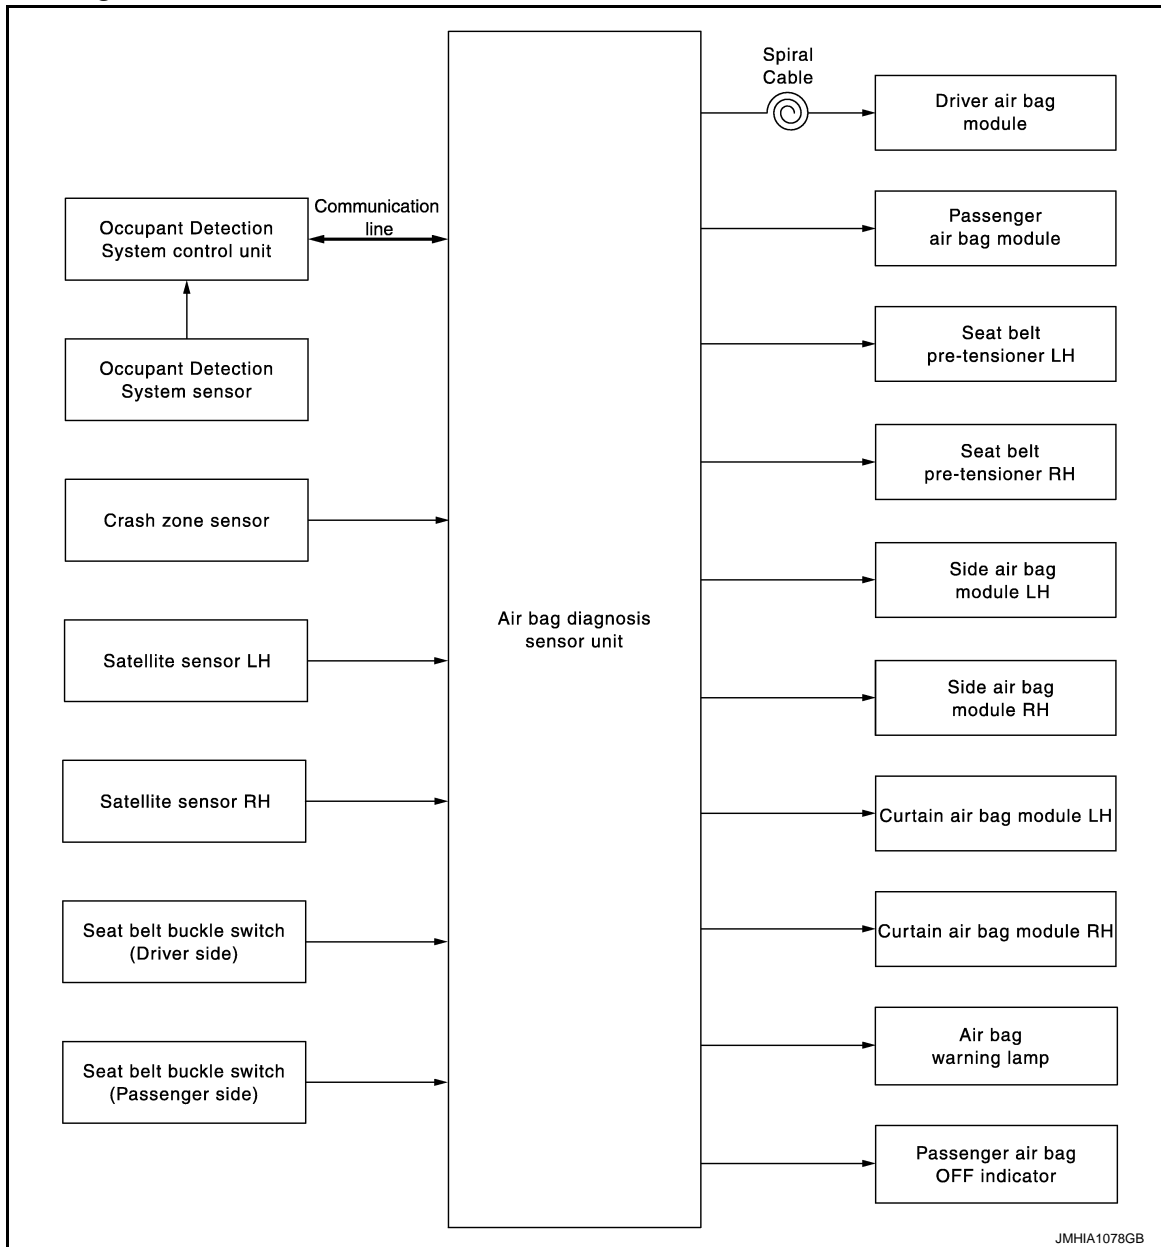 Occupant Detection
System control unit
Communication
line
Occupant Detection
System sensor
Crash zone sensor
Satellite sensor LH
Satellite sensor RH
Seat belt buckle switch
(Driver side)
Seat belt buckle switch
(Passenger side)
Air bag diagnosis
sensor unit
Spiral
Cable
Driver air bag
module
Passenger
air bag module
Seat belt
pre-tensioner LH
Seat belt
pre-tensioner RH
Side air bag
module LH
Side air bag
module RH
Curtain air bag module LH
Curtain air bag module RH
Air bag
warning lamp
Passenger air bag
OFF indicator
JMHIA1078GB